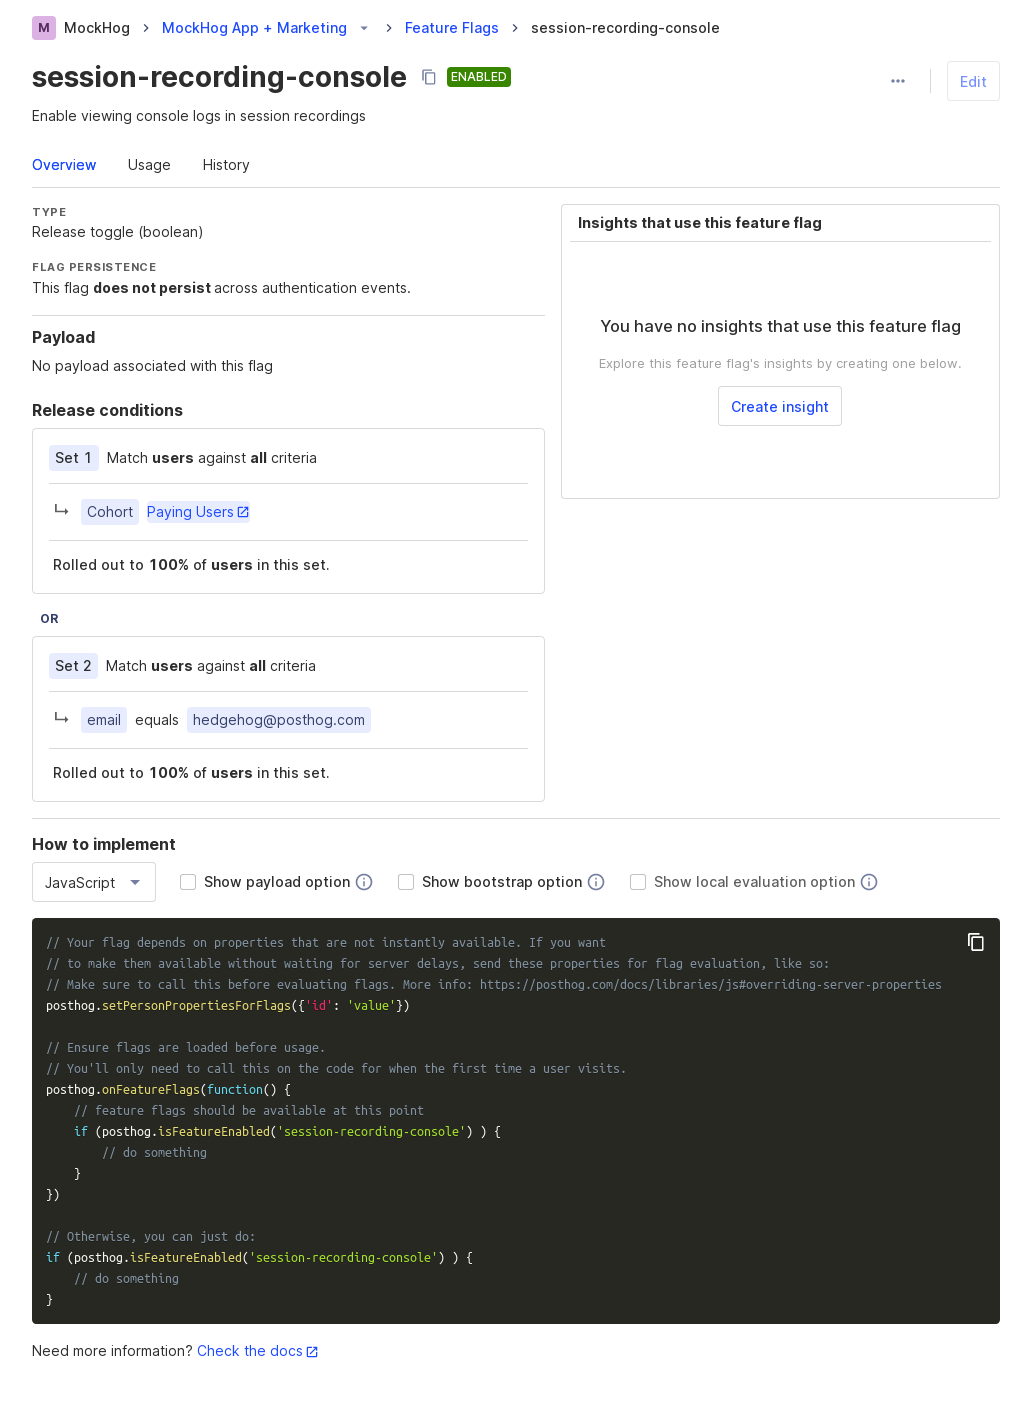 M MockHog MockHog App + Marketing Feature Flags session-recording-console
session-recording-console ENABLED
Edit
Enable viewing console logs in session recordings
Overview Usage History
TYPE
Release toggle (boolean)
FLAG PERSISTENCE
This flag does not persist across authentication events.
Payload
No payload associated with this flag
Release conditions
Set 1 Match users against all criteria
Cohort Paying Users
Rolled out to 100% of users in this set.
OR
Set 2 Match users against all criteria
email equals hedgehog@posthog.com
Rolled out to 100% of users in this set.
Insights that use this feature flag
You have no insights that use this feature flag
Explore this feature flag's insights by creating one below.
Create insight
How to implement
JavaScript Show payload option Show bootstrap option Show local evaluation option
// Your flag depends on properties that are not instantly available. If you want
// to make them available without waiting for server delays, send these properties for flag evaluation, like so:
// Make sure to call this before evaluating flags. More info: https://posthog.com/docs/libraries/js#overriding-server-properties
posthog.setPersonPropertiesForFlags({'id': 'value'})
// Ensure flags are loaded before usage.
// You'll only need to call this on the code for when the first time a user visits.
posthog.onFeatureFlags(function() {
// feature flags should be available at this point
if (posthog.isFeatureEnabled('session-recording-console') ) {
// do something
}
})
// Otherwise, you can just do:
if (posthog.isFeatureEnabled('session-recording-console') ) {
// do something
}
Need more information? Check the docs